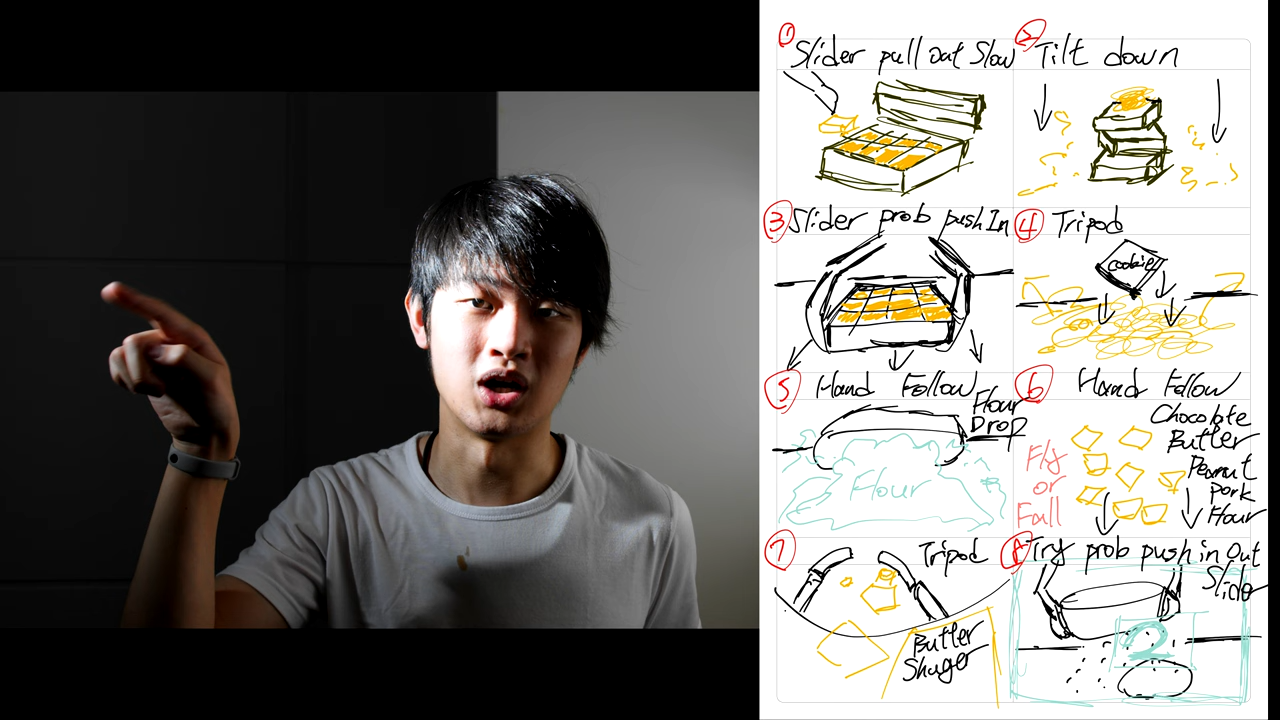 ① Slider pull out Slow
② Tilt down
③ Slider prob push In
④ Tripod
cookie
⑤ Hand Follow
Flour
Drop
Flour
⑥ Hand Follow
Chocolate
Butter
Peanut
Pork
Flour
Fly
or
Fall
⑦ Tripod
Butter
Shuger
⑧ Try prob push in Out
Slider
2